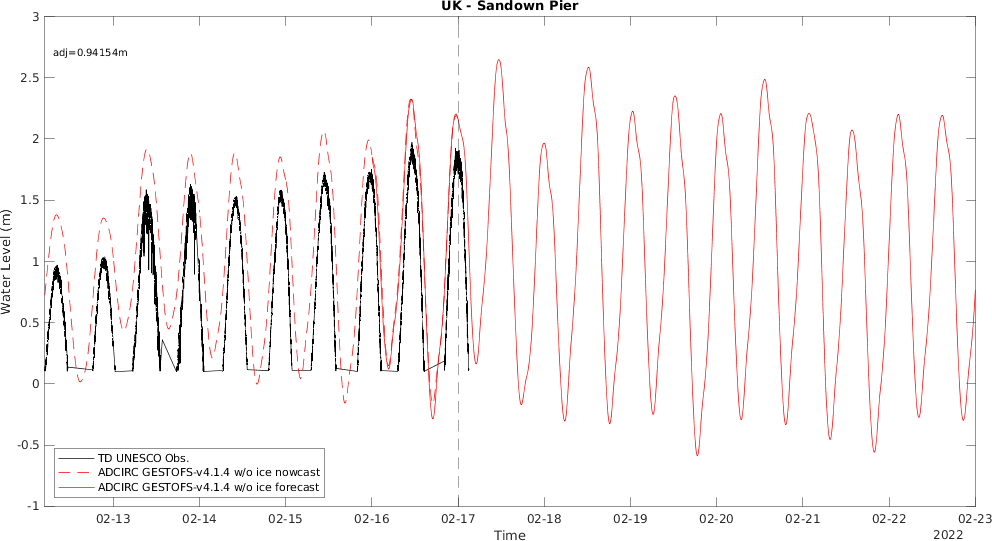 UK - Sandown Pier
adj=0.94154m
3
2.5
2
1.5
1
0.5
0
-0.5
-1
Water Level (m)
TD UNESCO Obs.
ADCIRC GESTOFS-v4.1.4 w/o ice nowcast
ADCIRC GESTOFS-v4.1.4 w/o ice forecast
02-13 02-14 02-15 02-16 02-17 02-18 02-19 02-20 02-21 02-22 02-23
Time
2022